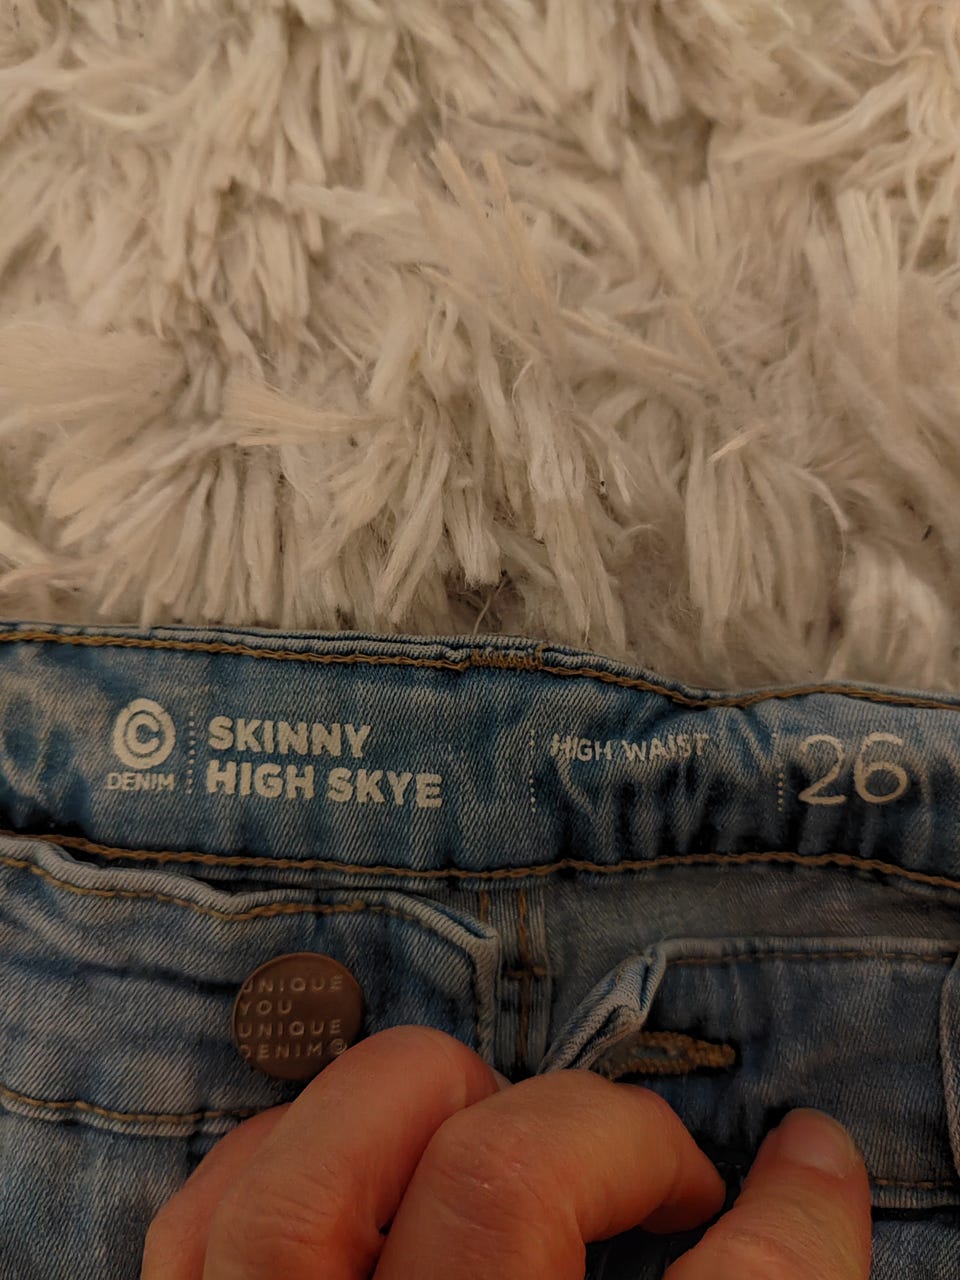 ©
DENIM
SKINNY
HIGH SKYE
HIGH WAIST
26
UNIQUE
YOU
UNIQUE
DENIM©